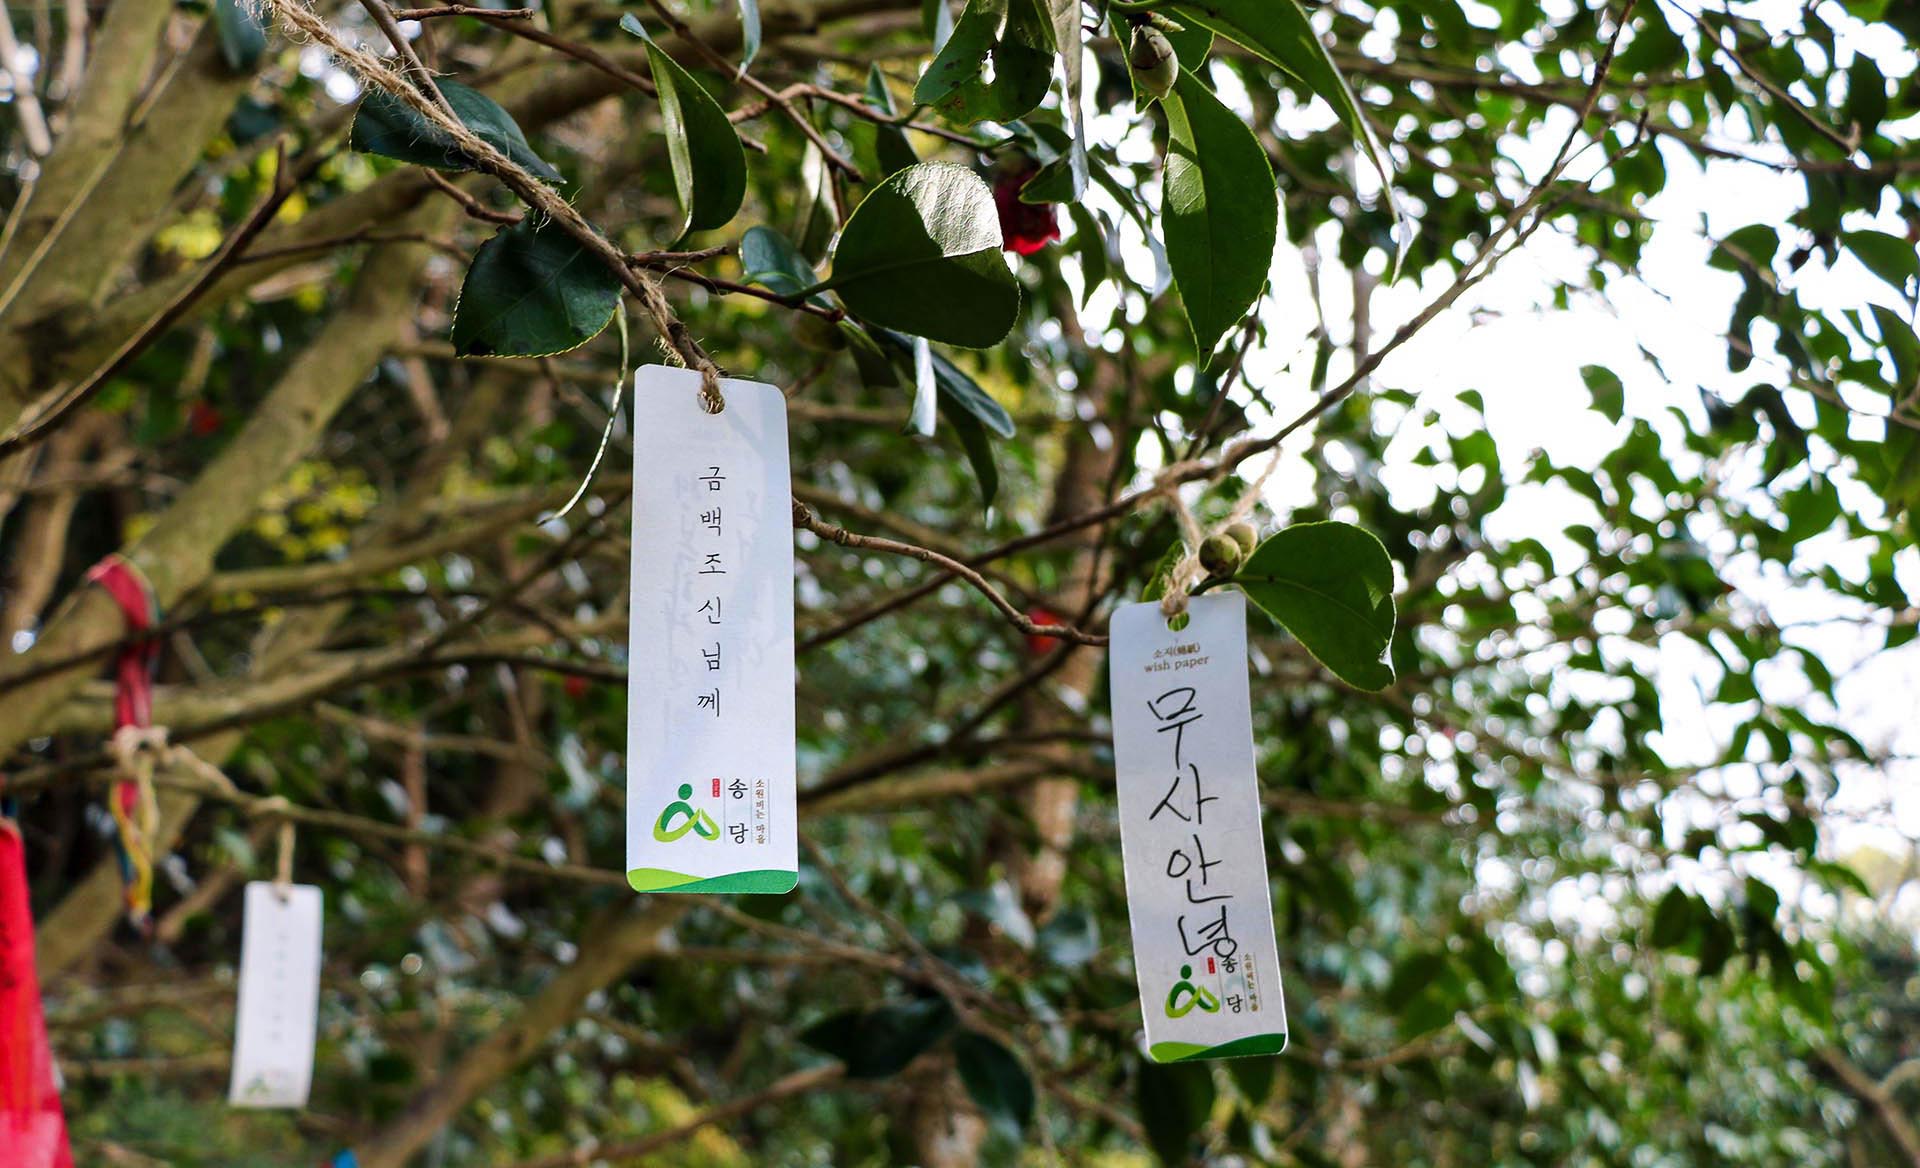 금백조신님께
송당
소원 비는 마을
소지(燒紙)
wish paper
무사안녕
송당
소원 비는 마을